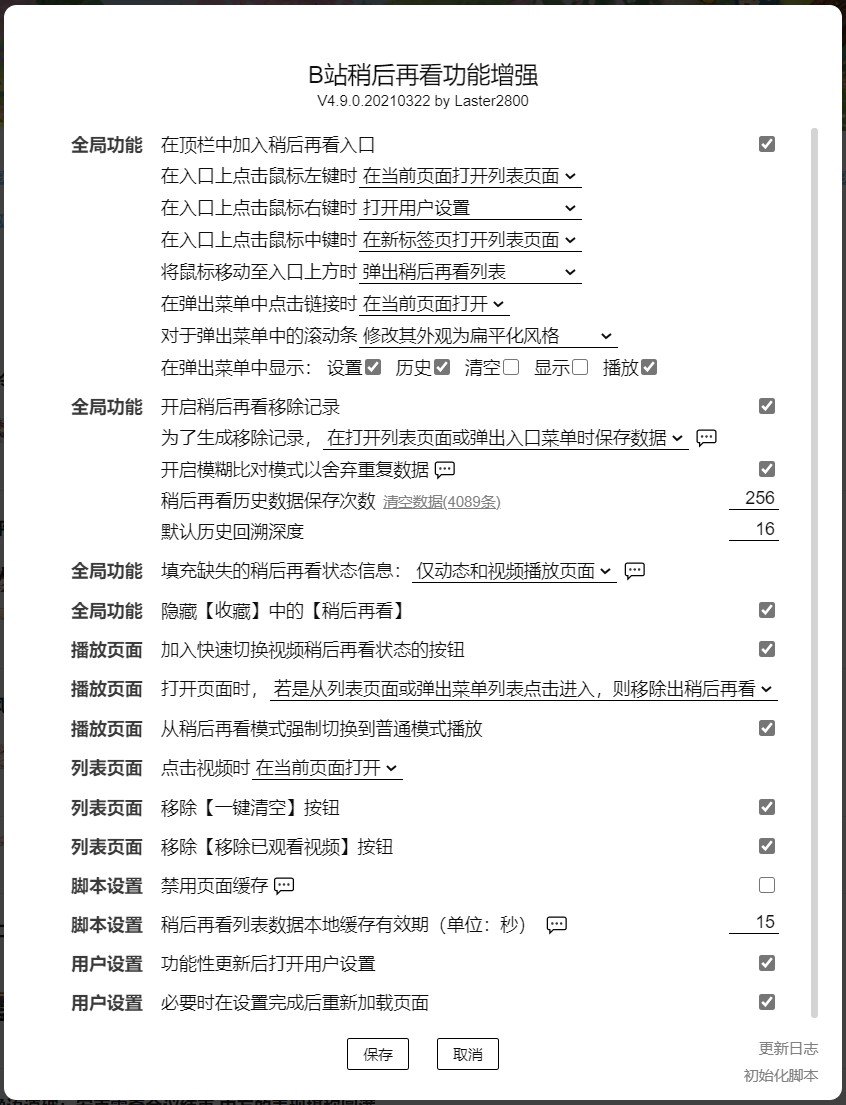 B站稍后再看功能增强
V4.9.0.20210322 by Laster2800
全局功能 在顶栏中加入稍后再看入口
在入口上点击鼠标左键时 在当前页面打开列表页面
在入口上点击鼠标右键时 打开用户设置
在入口上点击鼠标中键时 在新标签页打开列表页面
将鼠标移动至入口上方时 弹出稍后再看列表
在弹出菜单中点击链接时 在当前页面打开
对于弹出菜单中的滚动条 修改其外观为扁平化风格
在弹出菜单中显示： 设置 历史 清空 显示 播放
全局功能 开启稍后再看移除记录
为了生成移除记录， 在打开列表页面或弹出入口菜单时保存数据
开启模糊比对模式以舍弃重复数据
稍后再看历史数据保存次数 清空数据(4089条) 256
默认历史回溯深度 16
全局功能 填充缺失的稍后再看状态信息： 仅动态和视频播放页面
全局功能 隐藏【收藏】中的【稍后再看】
播放页面 加入快速切换视频稍后再看状态的按钮
播放页面 打开页面时， 若是从列表页面或弹出菜单列表点击进入，则移除出稍后再看
播放页面 从稍后再看模式强制切换到普通模式播放
列表页面 点击视频时 在当前页面打开
列表页面 移除【一键清空】按钮
列表页面 移除【移除已观看视频】按钮
脚本设置 禁用页面缓存
脚本设置 稍后再看列表数据本地缓存有效期（单位：秒） 15
用户设置 功能性更新后打开用户设置
用户设置 必要时在设置完成后重新加载页面
保存 取消
更新日志
初始化脚本